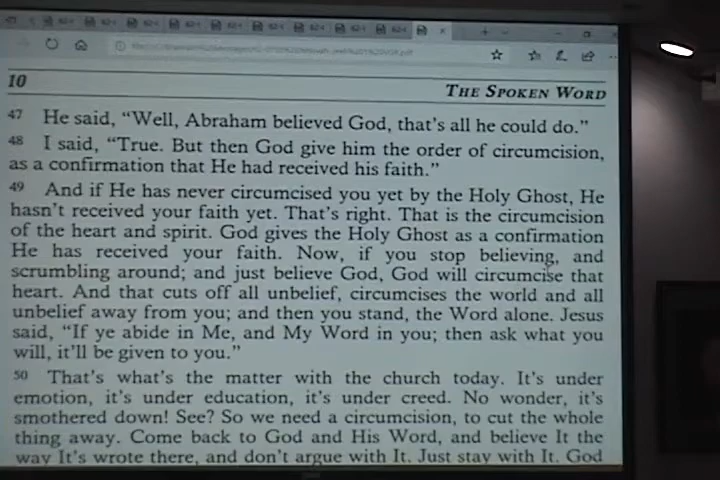 10
THE SPOKEN WORD
47 He said, "Well, Abraham believed God, that's all he could do."
48 I said, "True. But then God give him the order of circumcision,
as a confirmation that He had received his faith."
49 And if He has never circumcised you yet by the Holy Ghost, He
hasn't received your faith yet. That's right. That is the circumcision
of the heart and spirit. God gives the Holy Ghost as a confirmation
He has received your faith. Now, if you stop believing, and
scrumbling around; and just believe God, God will circumcise that
heart. And that cuts off all unbelief, circumcises the world and all
unbelief away from you; and then you stand, the Word alone. Jesus
said, "If ye abide in Me, and My Word in you; then ask what you
will, it'll be given to you."
50 That's what's the matter with the church today. It's under
emotion, it's under education, it's under creed. No wonder, it's
smothered down! See? So we need a circumcision, to cut the whole
thing away. Come back to God and His Word, and believe It the
way It's wrote there, and don't argue with It. Just stay with It. God